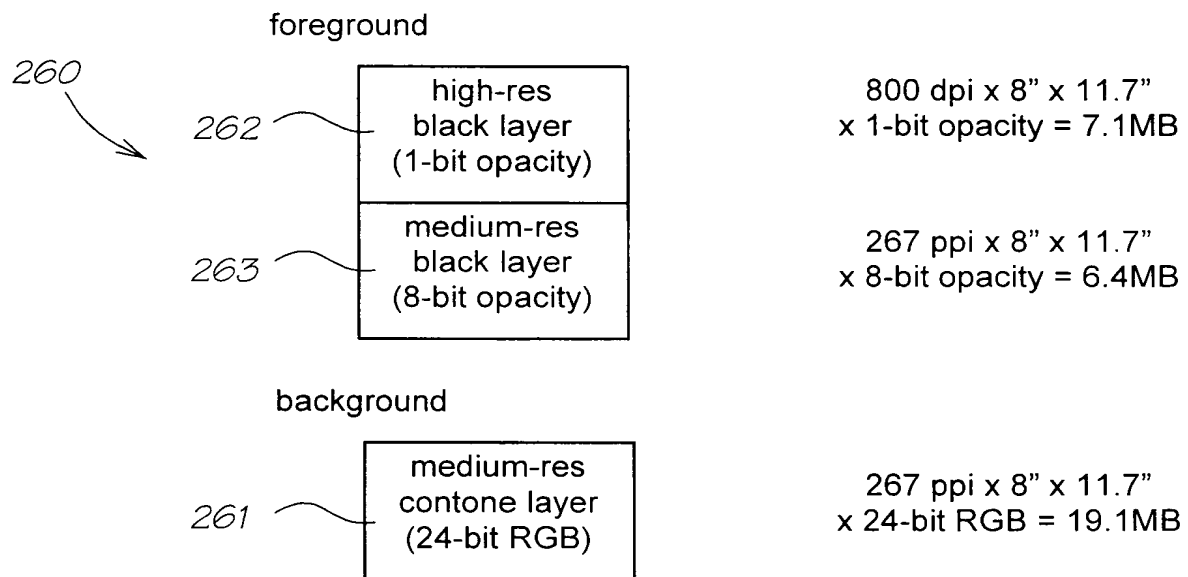 foreground
260
262
high-res
black layer
(1-bit opacity)
800 dpi x 8” x 11.7”
x 1-bit opacity = 7.1MB
263
medium-res
black layer
(8-bit opacity)
267 ppi x 8” x 11.7”
x 8-bit opacity = 6.4MB
background
261
medium-res
contone layer
(24-bit RGB)
267 ppi x 8” x 11.7”
x 24-bit RGB = 19.1MB